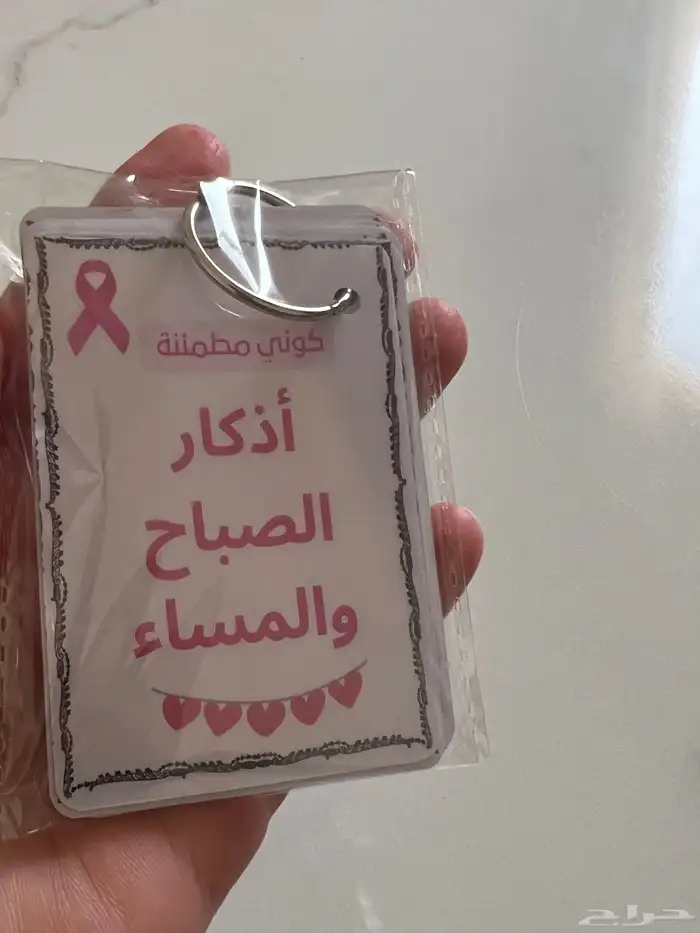 كوني مطمئنة
أذكار
الصباح
والمساء
حراج